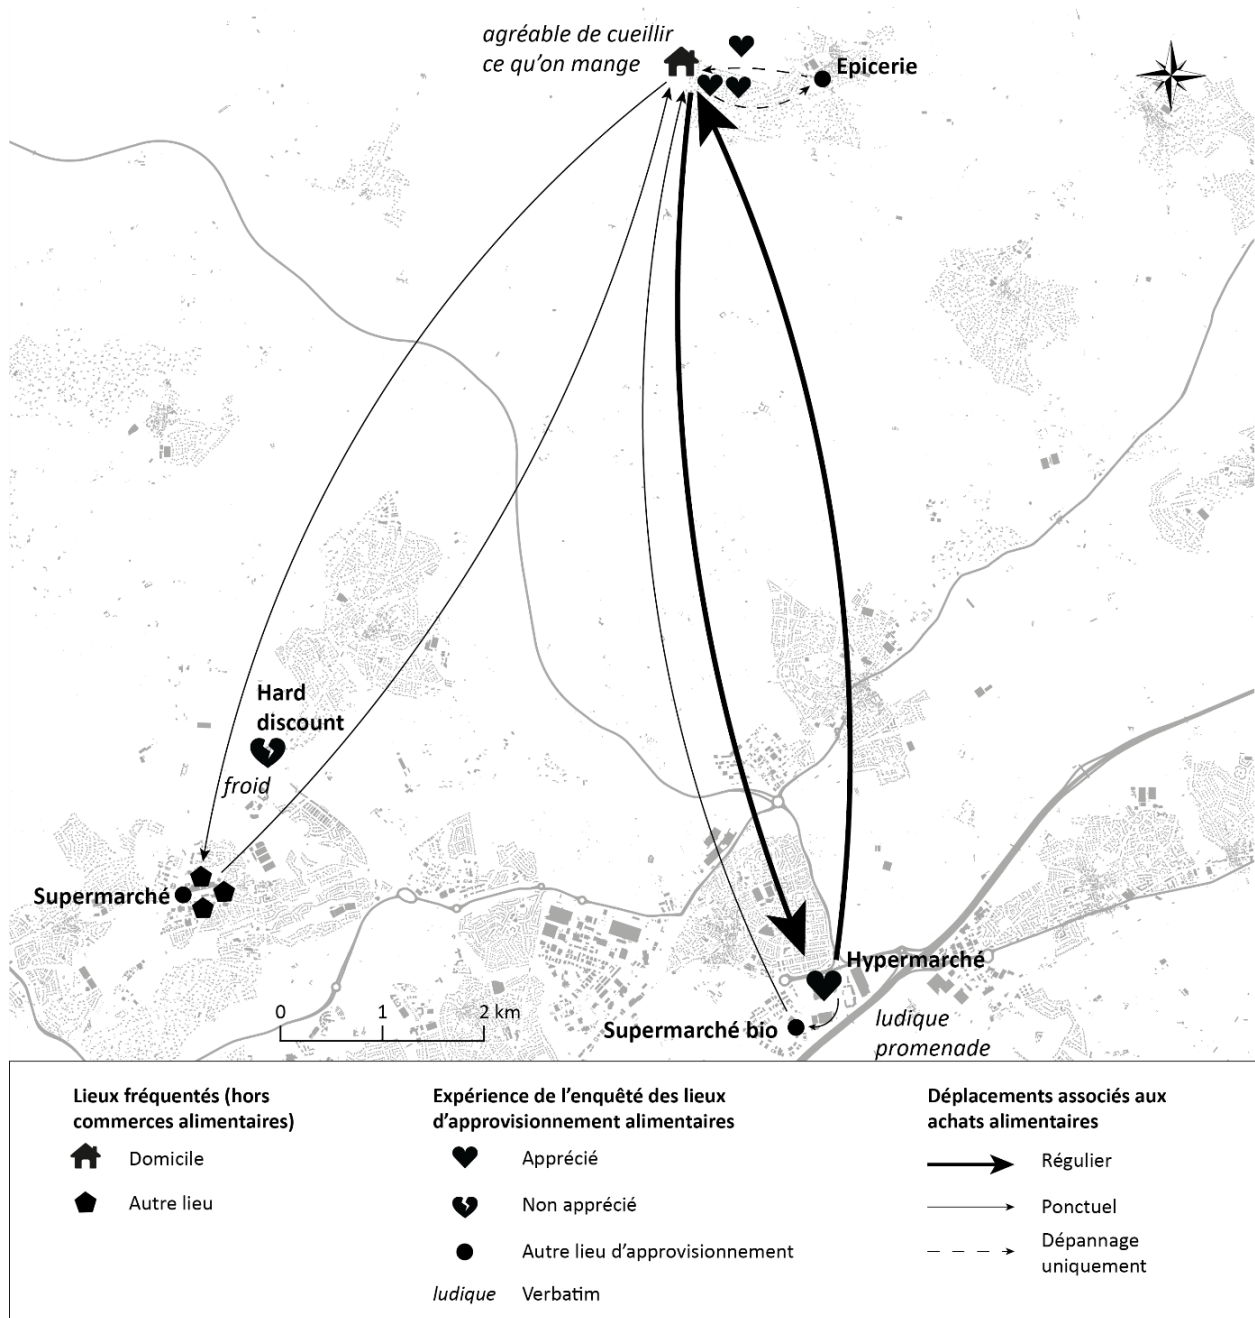 agréable de cueillir
ce qu'on mange
Epicerie
Hard
discount
froid
Supermarché
Hypermarché
0 1 2 km
Supermarché bio
ludique
promenade
Lieux fréquentés (hors
commerces alimentaires)
Domicile
Autre lieu
Expérience de l'enquêté des lieux
d'approvisionnement alimentaires
Apprécié
Non apprécié
Autre lieu d'approvisionnement
ludique Verbatim
Déplacements associés aux
achats alimentaires
Régulier
Ponctuel
Dépannage
uniquement